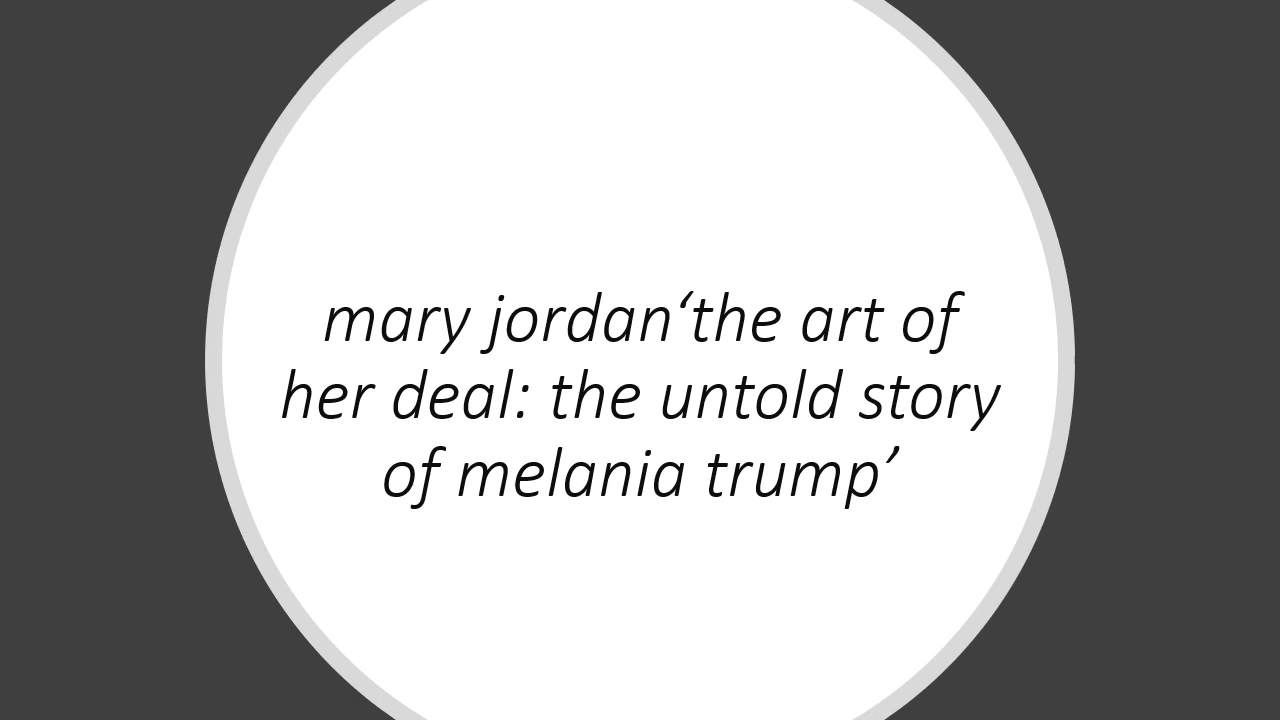 mary jordan‘the art of
her deal: the untold story
of melania trump’